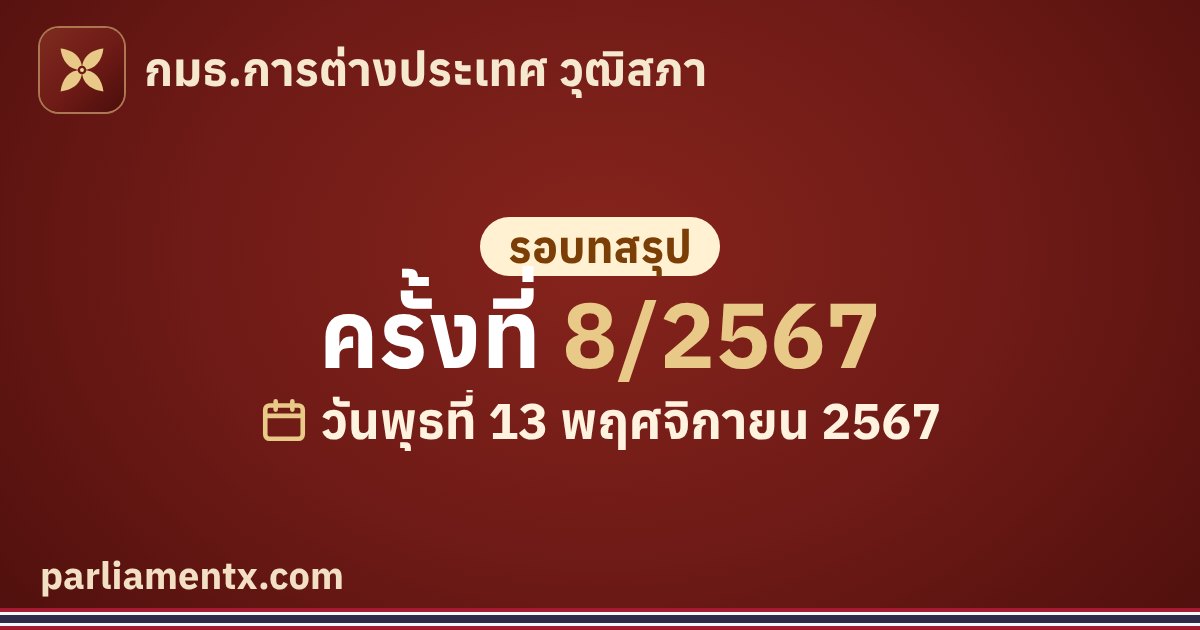 กมธ.การต่างประเทศ วุฒิสภา
รอบทสรุป
ครั้งที่ 8/2567
วันพุธที่ 13 พฤศจิกายน 2567
parliamentx.com